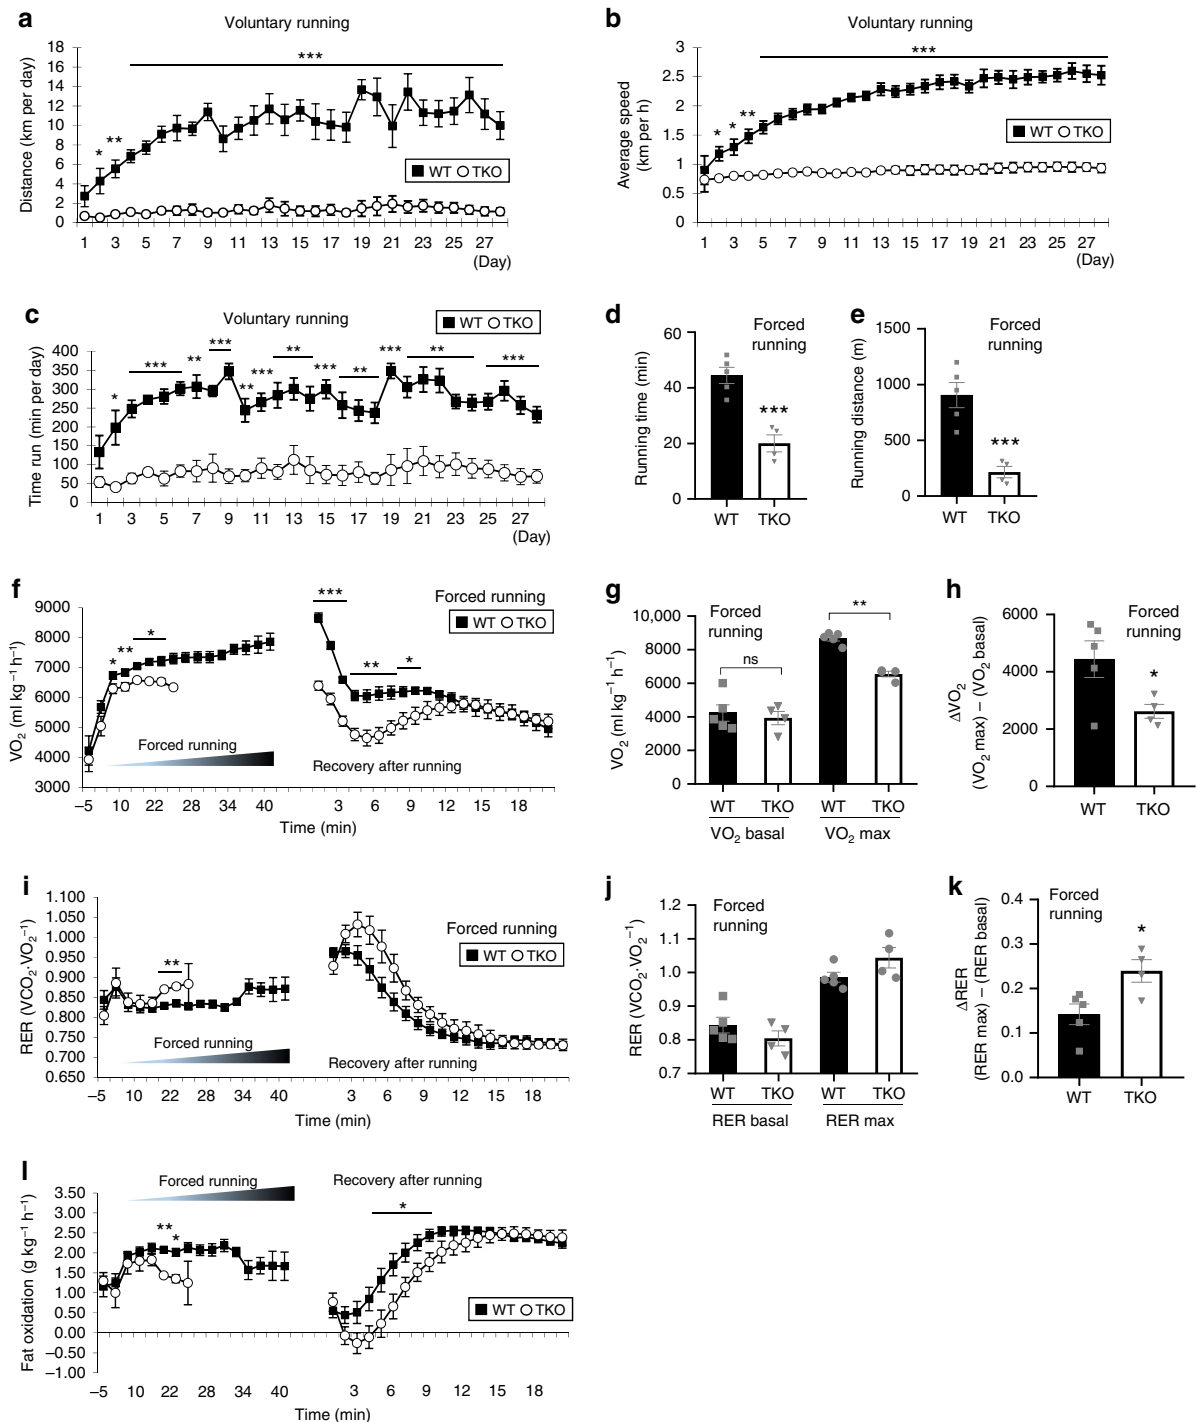 a
Voluntary running
Distance (km per day)
18
16
14
12
10
8
6
4
2
0
***
*
**
WT TKO
1 3 5 7 9 11 13 15 17 19 21 23 25 27
(Day)
b
Voluntary running
Average speed
(km per h)
3
2.5
2
1.5
1
0.5
0
***
* * **
WT TKO
1 3 5 7 9 11 13 15 17 19 21 23 25 27
(Day)
c
Voluntary running
WT TKO
Time run (min per day)
400
350
300
250
200
150
100
50
0
* *** ** *** ** *** ** *** ** *** ** ***
1 3 5 7 9 11 13 15 17 19 21 23 25 27
(Day)
d
Forced
running
Running time (min)
60
40
20
0
***
WT TKO
e
Forced
running
Running distance (m)
1500
1000
500
0
***
WT TKO
f
Forced running
WT TKO
VO2 (ml kg−1 h−1)
9000
8000
7000
6000
5000
4000
3000
* ** *
*** ** *
Forced running
Recovery after running
−5 10 22 28 34 40 3 6 9 12 15 18
Time (min)
g
Forced
running
VO2 (ml kg−1 h−1)
10,000
8000
6000
4000
2000
0
ns
**
WT TKO WT TKO
VO2 basal VO2 max
h
Forced
running
ΔVO2
(VO2 max) − (VO2 basal)
6000
4000
2000
0
*
WT TKO
i
Forced running
WT TKO
RER (VCO2·VO2−1)
1.100
1.050
1.000
0.950
0.900
0.850
0.800
0.750
0.700
0.650
**
Forced running
Recovery after running
−5 10 22 28 34 40 3 6 9 12 15 18
Time (min)
j
Forced
running
RER (VCO2·VO2−1)
1.2
1.1
1.0
0.9
0.8
0.7
WT TKO WT TKO
RER basal RER max
k
Forced
running
ΔRER
(RER max) − (RER basal)
0.4
0.3
0.2
0.1
0.0
*
WT TKO
l
Forced running
Recovery after running
Fat oxidation (g kg−1 h−1)
3.50
3.00
2.50
2.00
1.50
1.00
0.50
0.00
−0.50
−1.00
**
*
*
WT TKO
−5 10 22 28 34 40 3 6 9 12 15 18
Time (min)